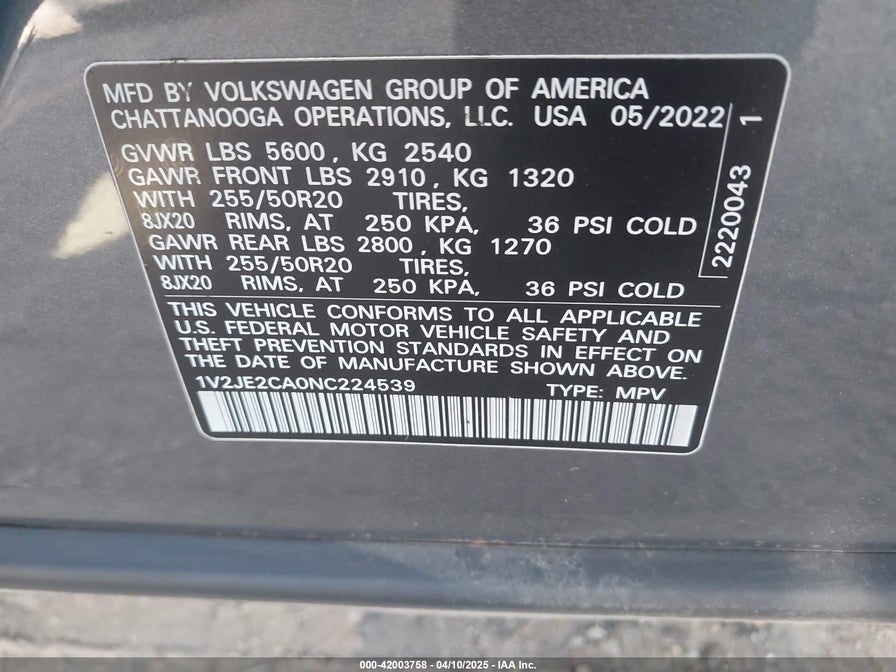 MFD BY VOLKSWAGEN GROUP OF AMERICA
CHATTANOOGA OPERATIONS, LLC. USA 05/2022
GVWR LBS 5600, KG 2540
GAWR FRONT LBS 2910, KG 1320
WITH 255/50R20 TIRES,
8JX20 RIMS, AT 250 KPA, 36 PSI COLD
GAWR REAR LBS 2800, KG 1270
WITH 255/50R20 TIRES,
8JX20 RIMS, AT 250 KPA, 36 PSI COLD
2220043 1
THIS VEHICLE CONFORMS TO ALL APPLICABLE
U.S. FEDERAL MOTOR VEHICLE SAFETY AND
THEFT PREVENTION STANDARDS IN EFFECT ON
THE DATE OF MANUFACTURE SHOWN ABOVE.
1V2JE2CA0NC224539 TYPE: MPV
000-42003758 - 04/10/2025 - IAA Inc.